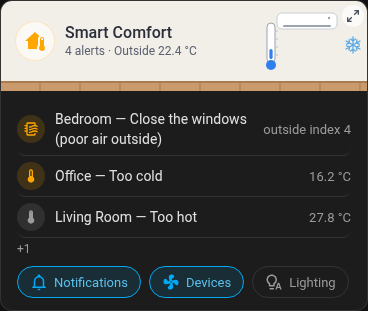 Smart Comfort
4 alerts · Outside 22.4 °C
Bedroom — Close the windows
(poor air outside)
outside index 4
Office — Too cold
16.2 °C
Living Room — Too hot
27.8 °C
+1
Notifications
Devices
A
Lighting